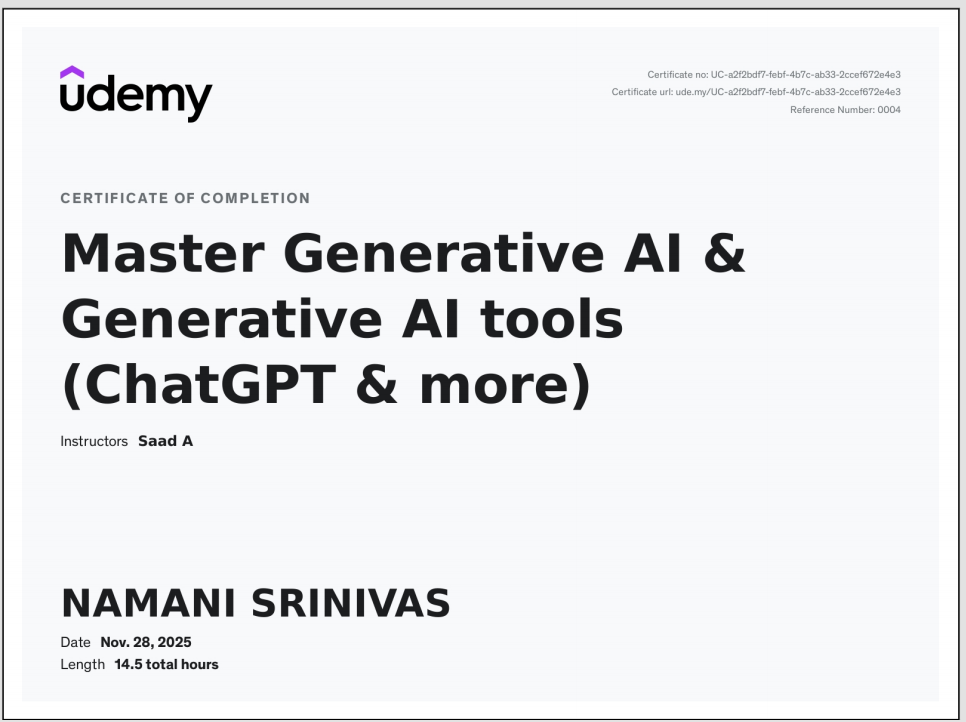 udemy
Certificate no: UC-a2f2bdf7-febf-4b7c-ab33-2ccef672e4e3
Certificate url: ude.my/UC-a2f2bdf7-febf-4b7c-ab33-2ccef672e4e3
Reference Number: 0004
CERTIFICATE OF COMPLETION
Master Generative AI &
Generative AI tools
(ChatGPT & more)
Instructors Saad A
NAMANI SRINIVAS
Date Nov. 28, 2025
Length 14.5 total hours